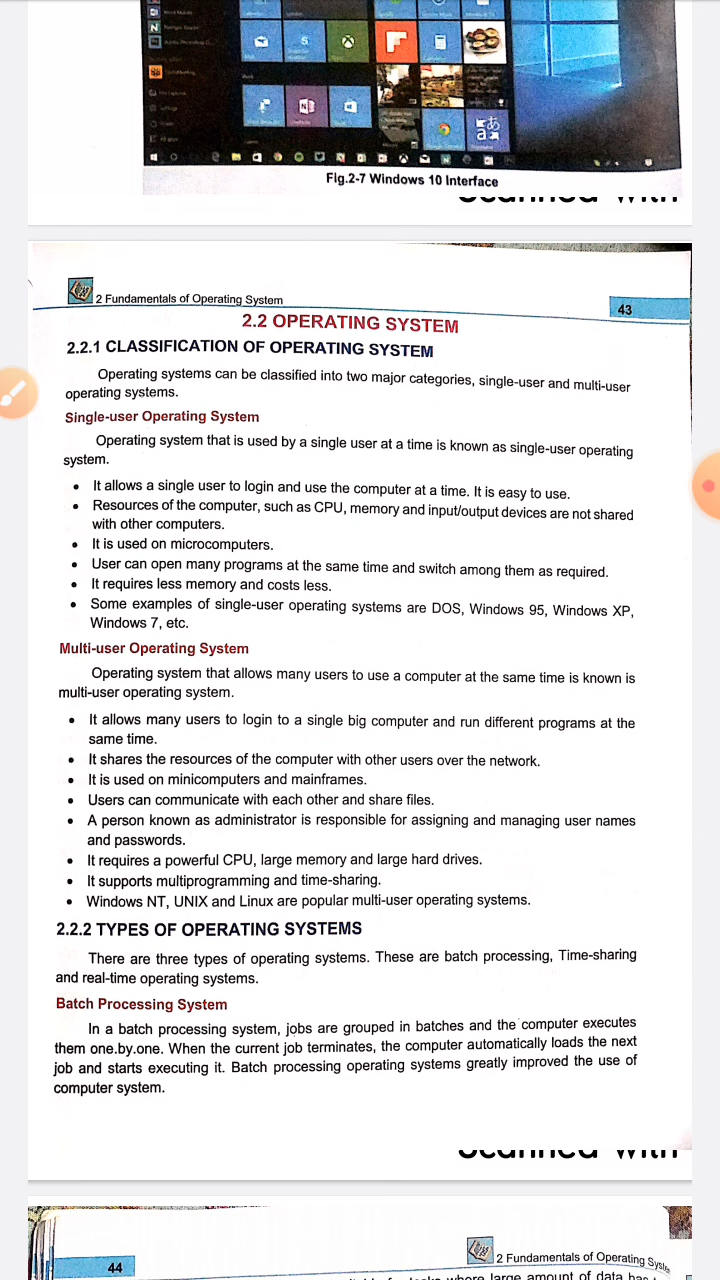 Fig.2-7 Windows 10 Interface
2 Fundamentals of Operating System
43
2.2 OPERATING SYSTEM
2.2.1 CLASSIFICATION OF OPERATING SYSTEM
Operating systems can be classified into two major categories, single-user and multi-user
operating systems.
Single-user Operating System
Operating system that is used by a single user at a time is known as single-user operating
system.
• It allows a single user to login and use the computer at a time. It is easy to use.
• Resources of the computer, such as CPU, memory and input/output devices are not shared
with other computers.
• It is used on microcomputers.
• User can open many programs at the same time and switch among them as required.
• It requires less memory and costs less.
• Some examples of single-user operating systems are DOS, Windows 95, Windows XP,
Windows 7, etc.
Multi-user Operating System
Operating system that allows many users to use a computer at the same time is known is
multi-user operating system.
• It allows many users to login to a single big computer and run different programs at the
same time.
• It shares the resources of the computer with other users over the network.
• It is used on minicomputers and mainframes.
• Users can communicate with each other and share files.
• A person known as administrator is responsible for assigning and managing user names
and passwords.
• It requires a powerful CPU, large memory and large hard drives.
• It supports multiprogramming and time-sharing.
• Windows NT, UNIX and Linux are popular multi-user operating systems.
2.2.2 TYPES OF OPERATING SYSTEMS
There are three types of operating systems. These are batch processing, Time-sharing
and real-time operating systems.
Batch Processing System
In a batch processing system, jobs are grouped in batches and the computer executes
them one.by.one. When the current job terminates, the computer automatically loads the next
job and starts executing it. Batch processing operating systems greatly improved the use of
computer system.
Scanned with
44
2 Fundamentals of Operating Syste
where large amount of data